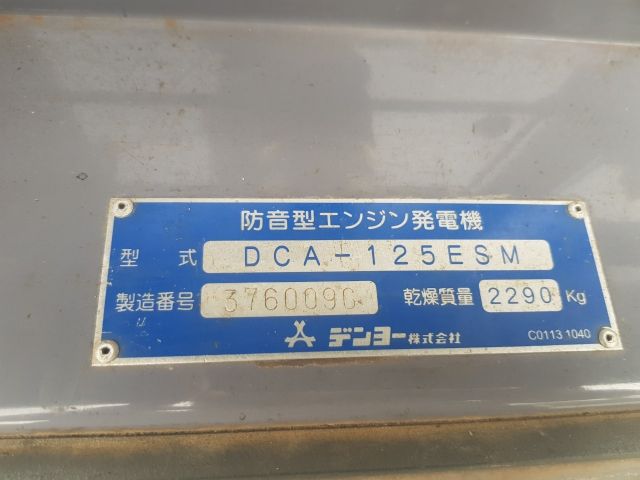 防音型エンジン発電機
型式 DCA-125ESM
製造番号 3760090 乾燥質量 2290 Kg
デンヨー株式会社 C0113 1040